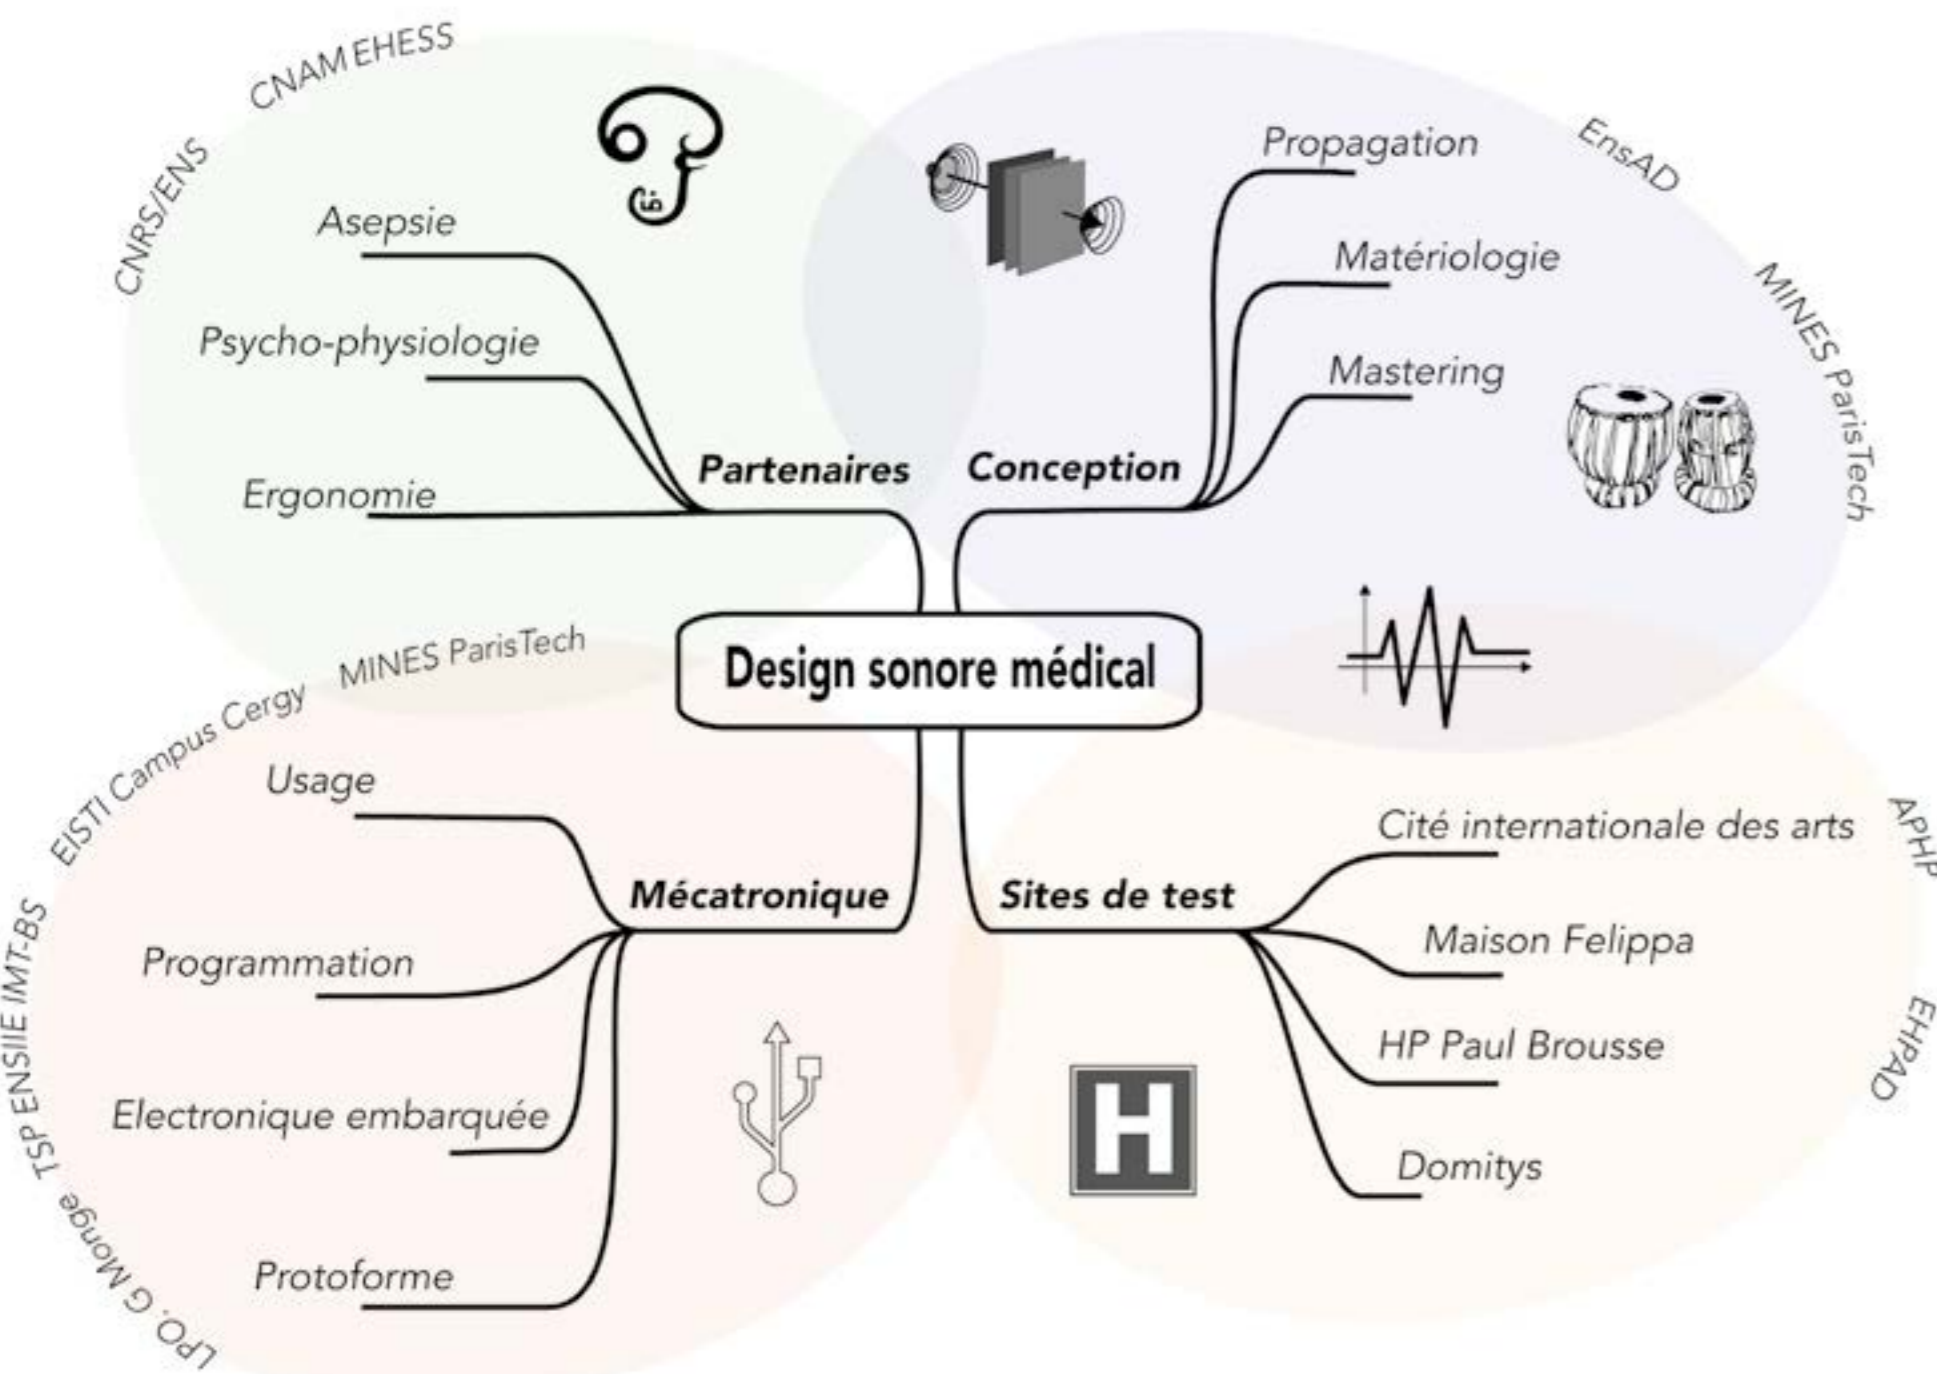 CNAM EHESS
CNRS/ENS
Asepsie
Psycho-physiologie
Ergonomie
Partenaires
Propagation
Matériologie
Mastering
Conception
EnsAD
MINES ParisTech
Design sonore médical
MINES ParisTech
EISTI Campus Cergy
TSP ENSIIE IMT-BS
LPO. G Monge
Usage
Programmation
Electronique embarquée
Protoforme
Mécatronique
Sites de test
Cité internationale des arts
Maison Felippa
HP Paul Brousse
Domitys
APHP
EHPAD
H